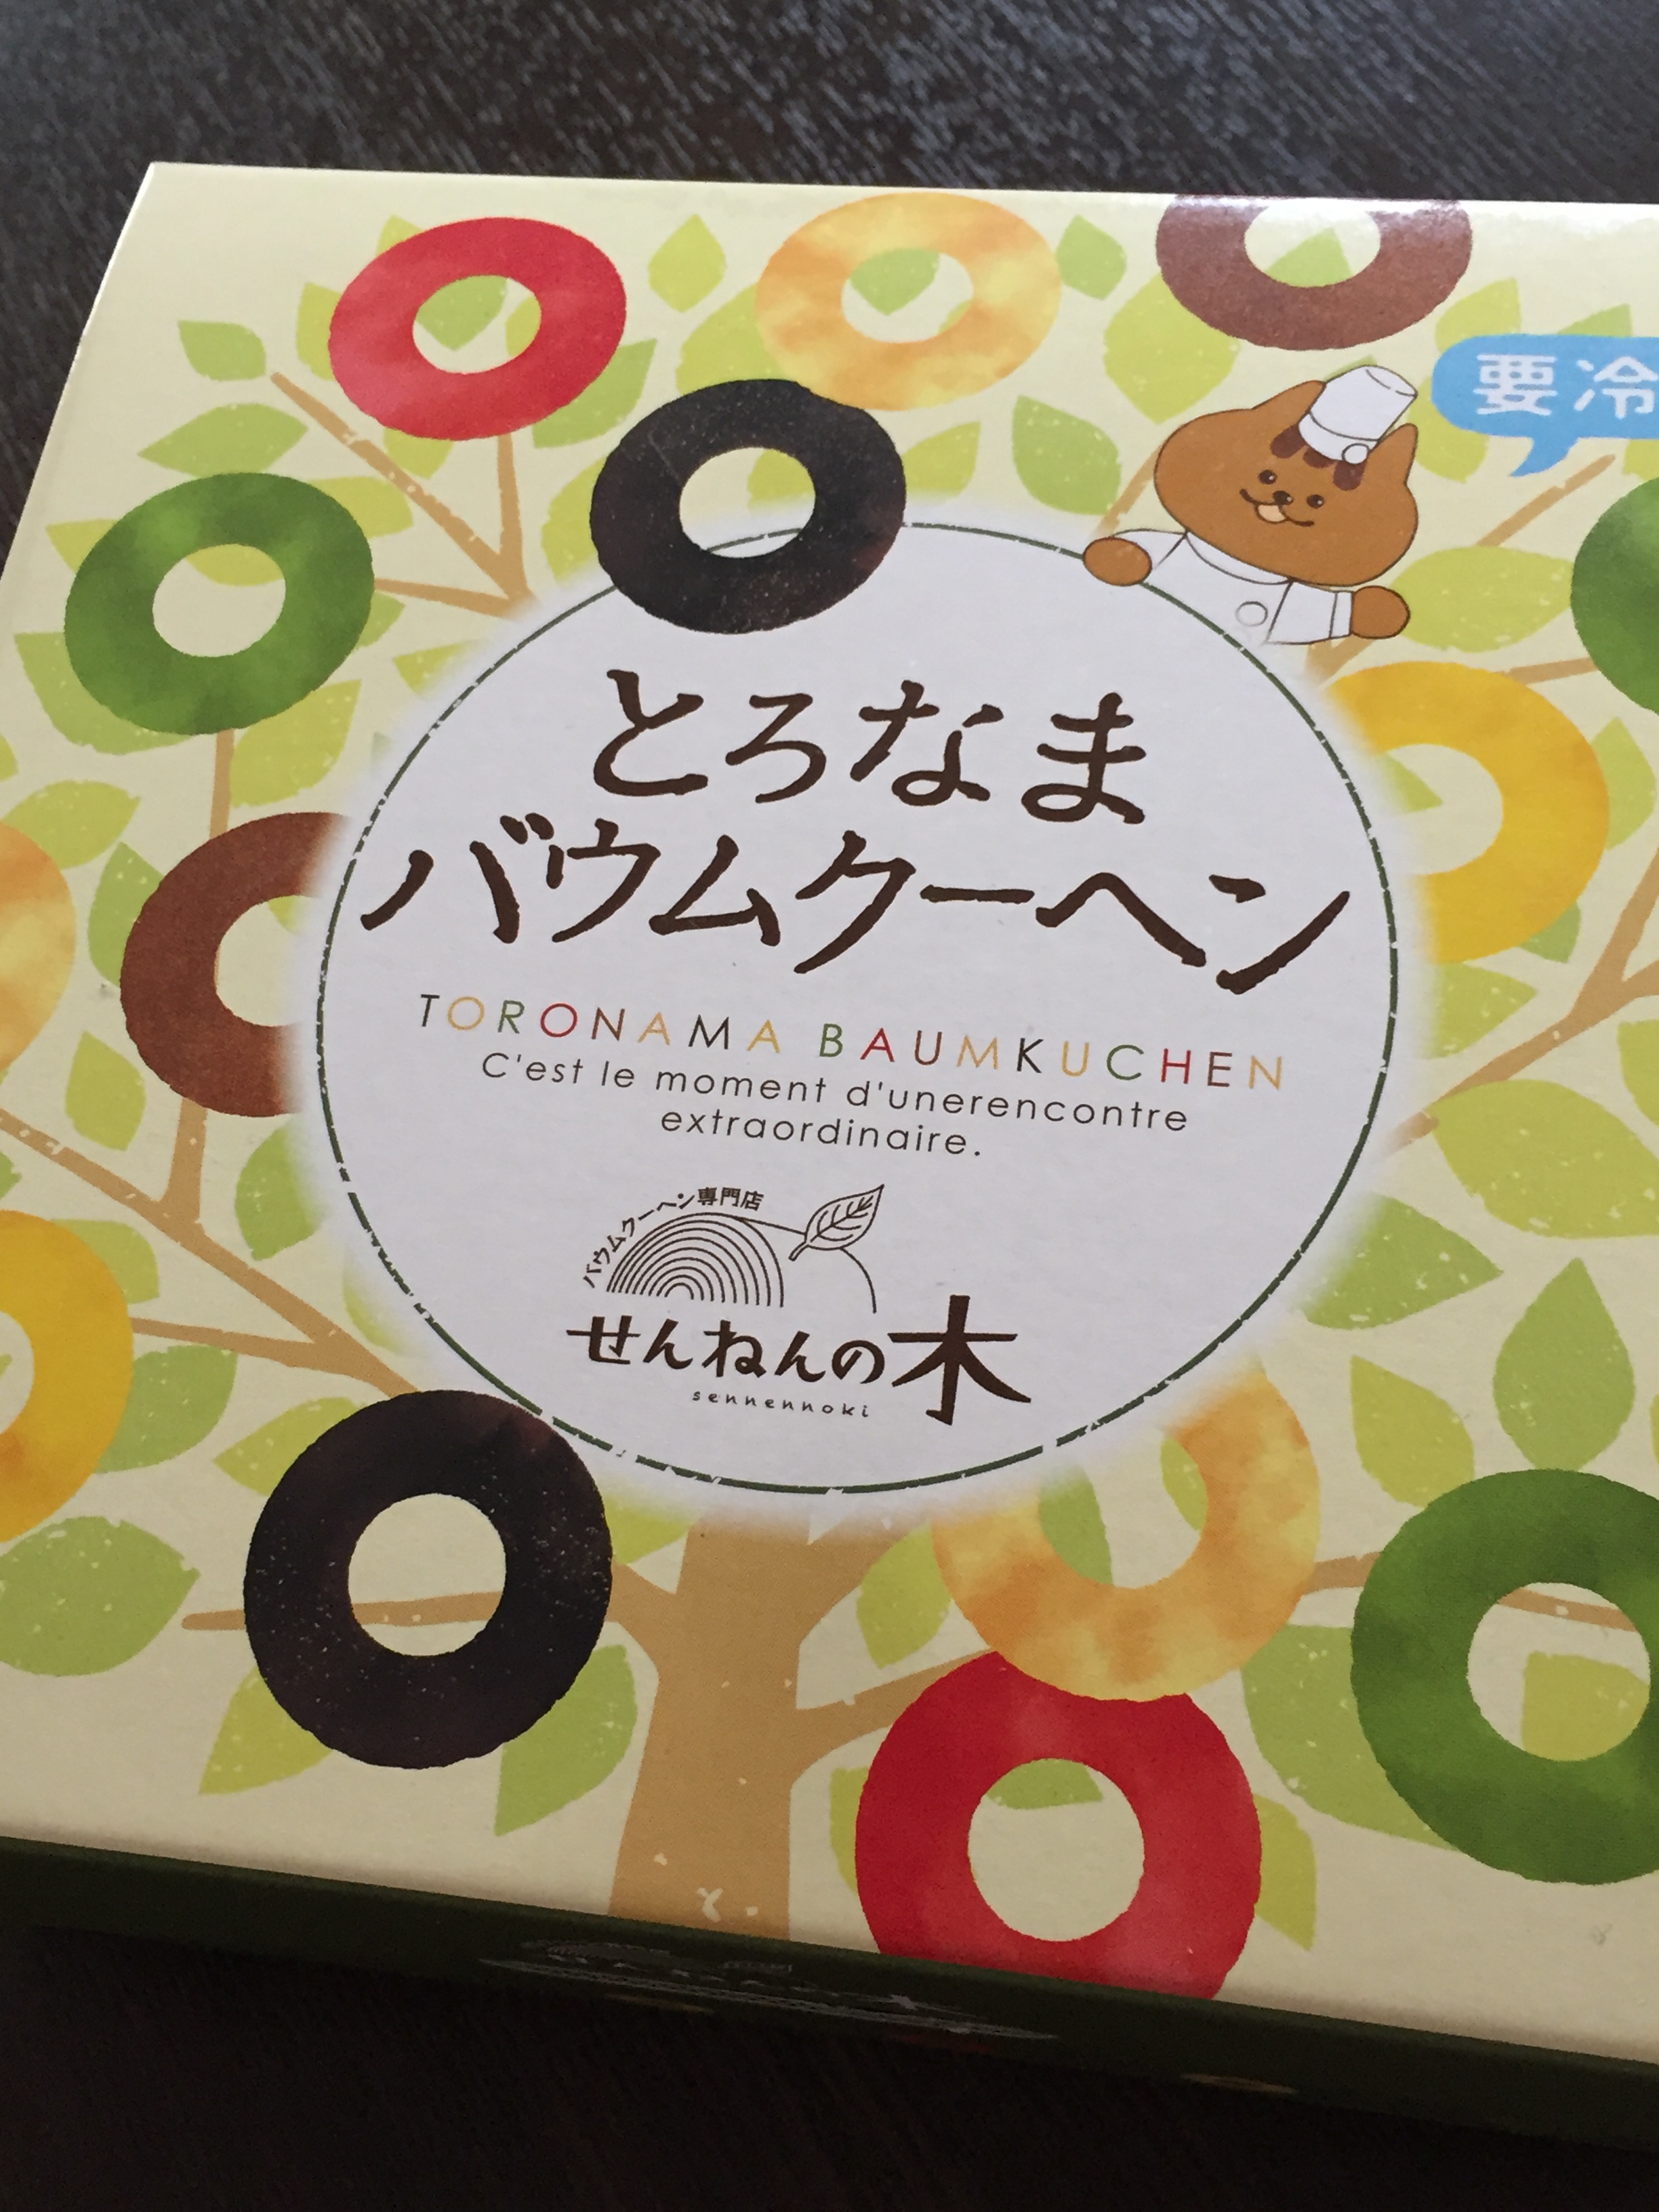 要冷
とろなま
バウムクーヘン
TORONAMA BAUMKUCHEN
C'est le moment d'unerencontre
extraordinaire.
バウムクーヘン専門店
せんねんの木
sennennoki